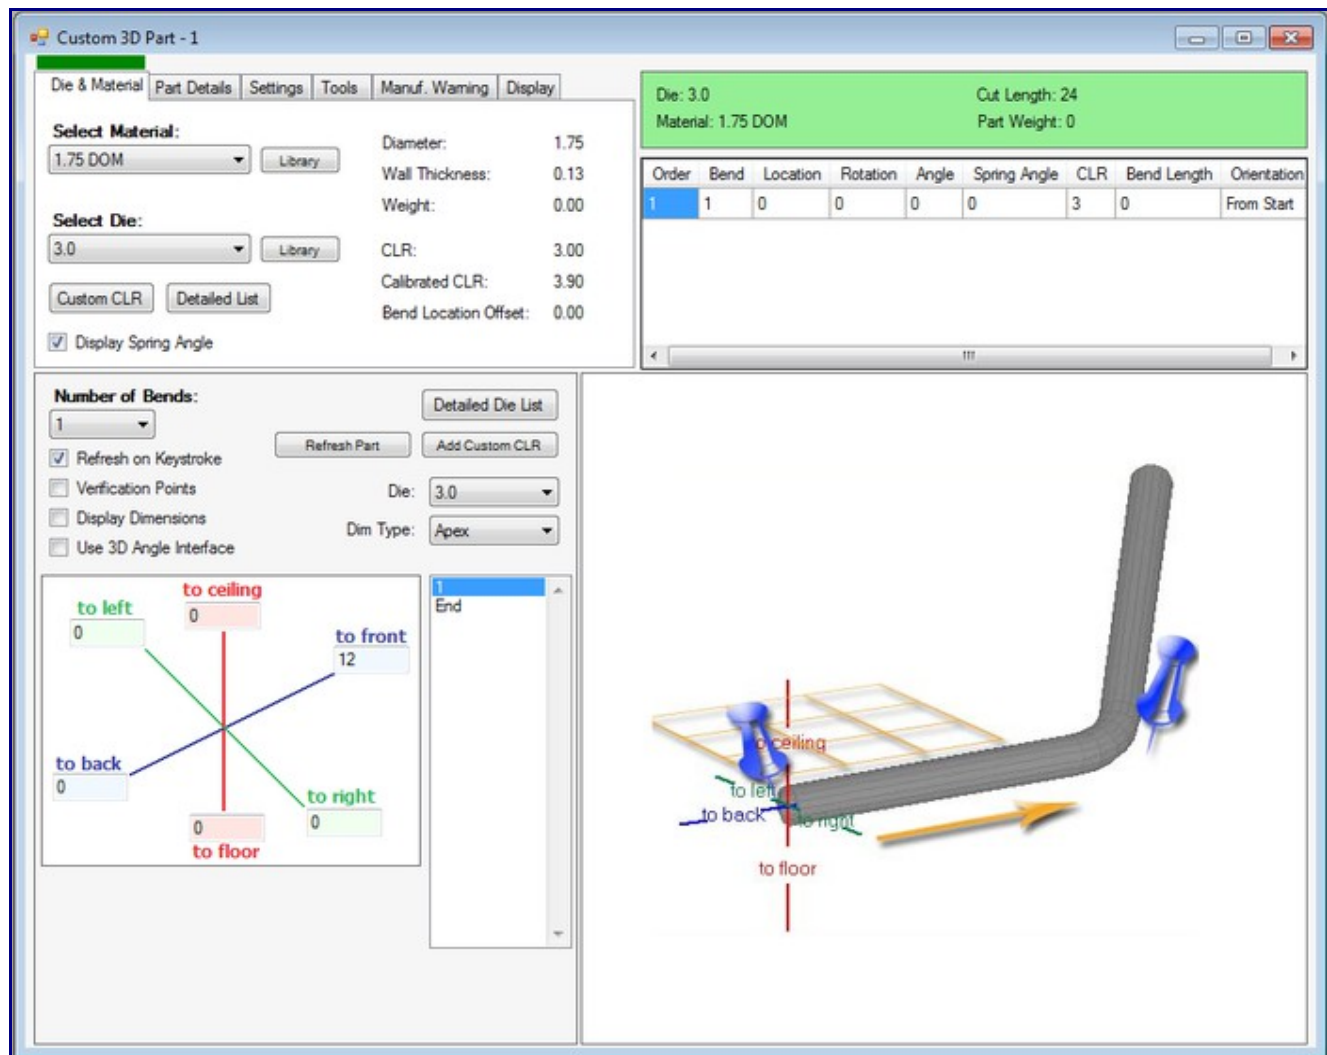 Custom 3D Part - 1
Die & Material Part Details Settings Tools Manuf. Warning Display
Select Material:
1.75 DOM Library
Select Die:
3.0 Library
Custom CLR Detailed List
Display Spring Angle
Diameter: 1.75
Wall Thickness: 0.13
Weight: 0.00
CLR: 3.00
Calibrated CLR: 3.90
Bend Location Offset: 0.00
Die: 3.0 Cut Length: 24
Material: 1.75 DOM Part Weight: 0
Order Bend Location Rotation Angle Spring Angle CLR Bend Length Orientation
1 1 0 0 0 0 3 0 From Start
Number of Bends:
1
Refresh on Keystroke
Verification Points
Display Dimensions
Use 3D Angle Interface
Detailed Die List
Refresh Part Add Custom CLR
Die: 3.0
Dim Type: Apex
to ceiling
0
to left
0
to front
12
to back
0
to right
0
0
to floor
1
End
to ceiling
to left
to back
to right
to floor